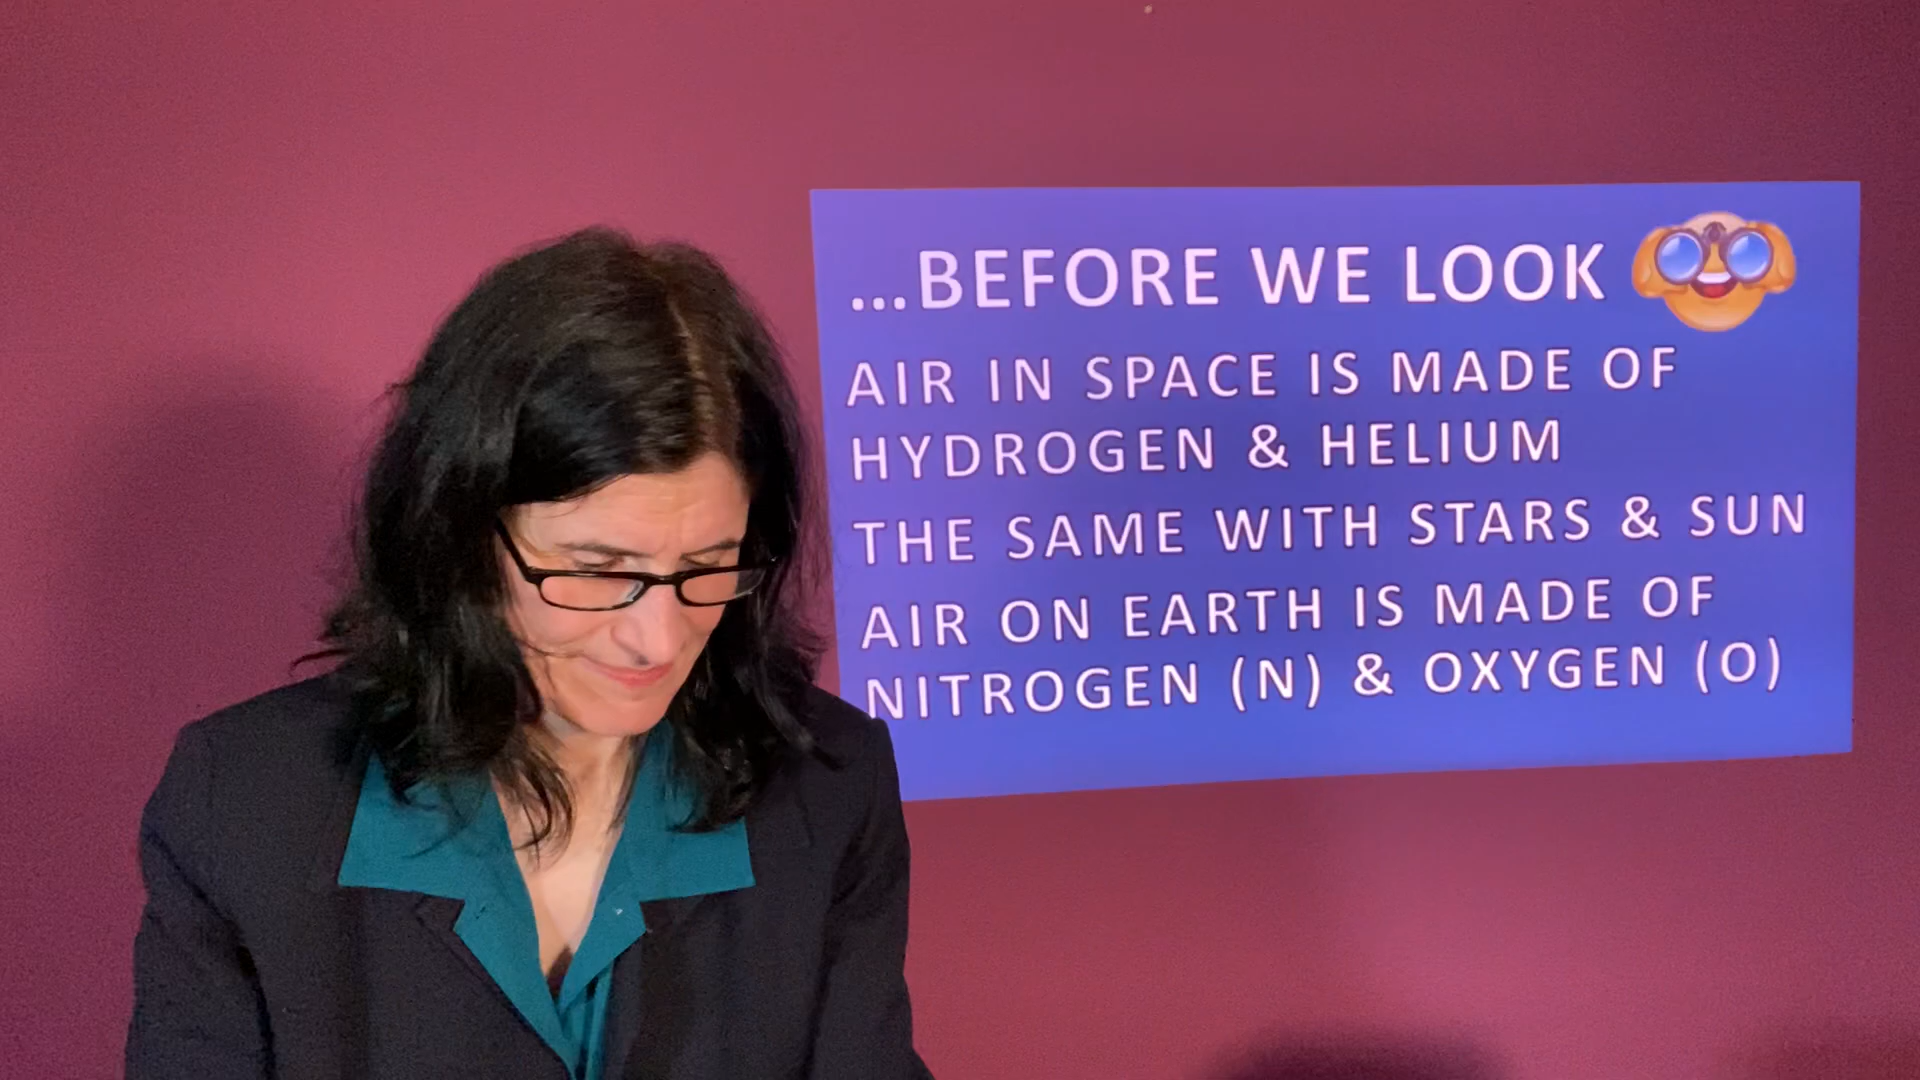 ...BEFORE WE LOOK
AIR IN SPACE IS MADE OF
HYDROGEN & HELIUM
THE SAME WITH STARS & SUN
AIR ON EARTH IS MADE OF
NITROGEN (N) & OXYGEN (O)